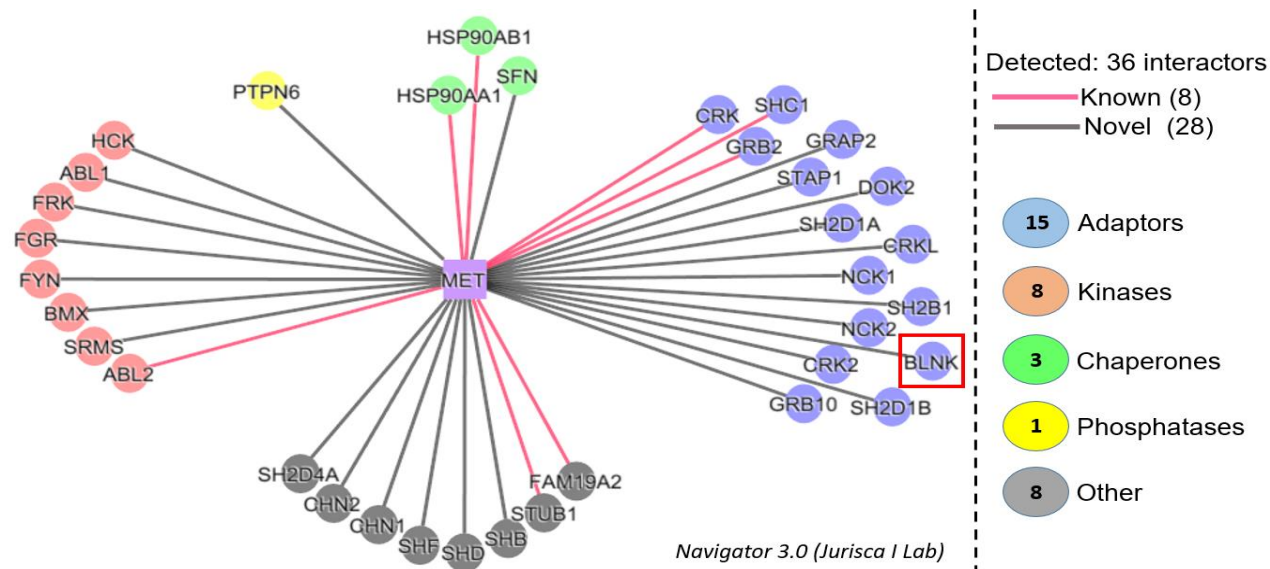 HSP90AB1
SFN
HSP90AA1
PTPN6
HCK
ABL1
FRK
FGR
FYN
BMX
SRMS
ABL2
MET
CRK
SHC1
GRB2
GRAP2
STAP1
DOK2
SH2D1A
CRKL
NCK1
SH2B1
NCK2
BLNK
CRK2
GRB10
SH2D1B
SH2D4A
CHN2
CHN1
SHF
SHD
SHB
STUB1
FAM19A2
Navigator 3.0 (Jurisca I Lab)
Detected: 36 interactors
Known (8)
Novel (28)
15 Adaptors
8 Kinases
3 Chaperones
1 Phosphatases
8 Other